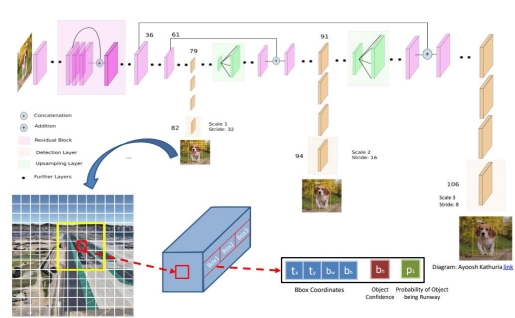 36
61
79
91
Concatenation
Addition
Residual Block
Detection Layer
Upsampling Layer
Further Layers
82
Scale 1
Stride: 32
94
Scale 2
Stride: 16
106
Scale 3
Stride: 8
...
Box1
Box2
Box3
Diagram: Ayoosh Kathuria link
tx ty bw bh
bh
p1
Bbox Coordinates
Object
Confidence
Probability of Object
being Runway